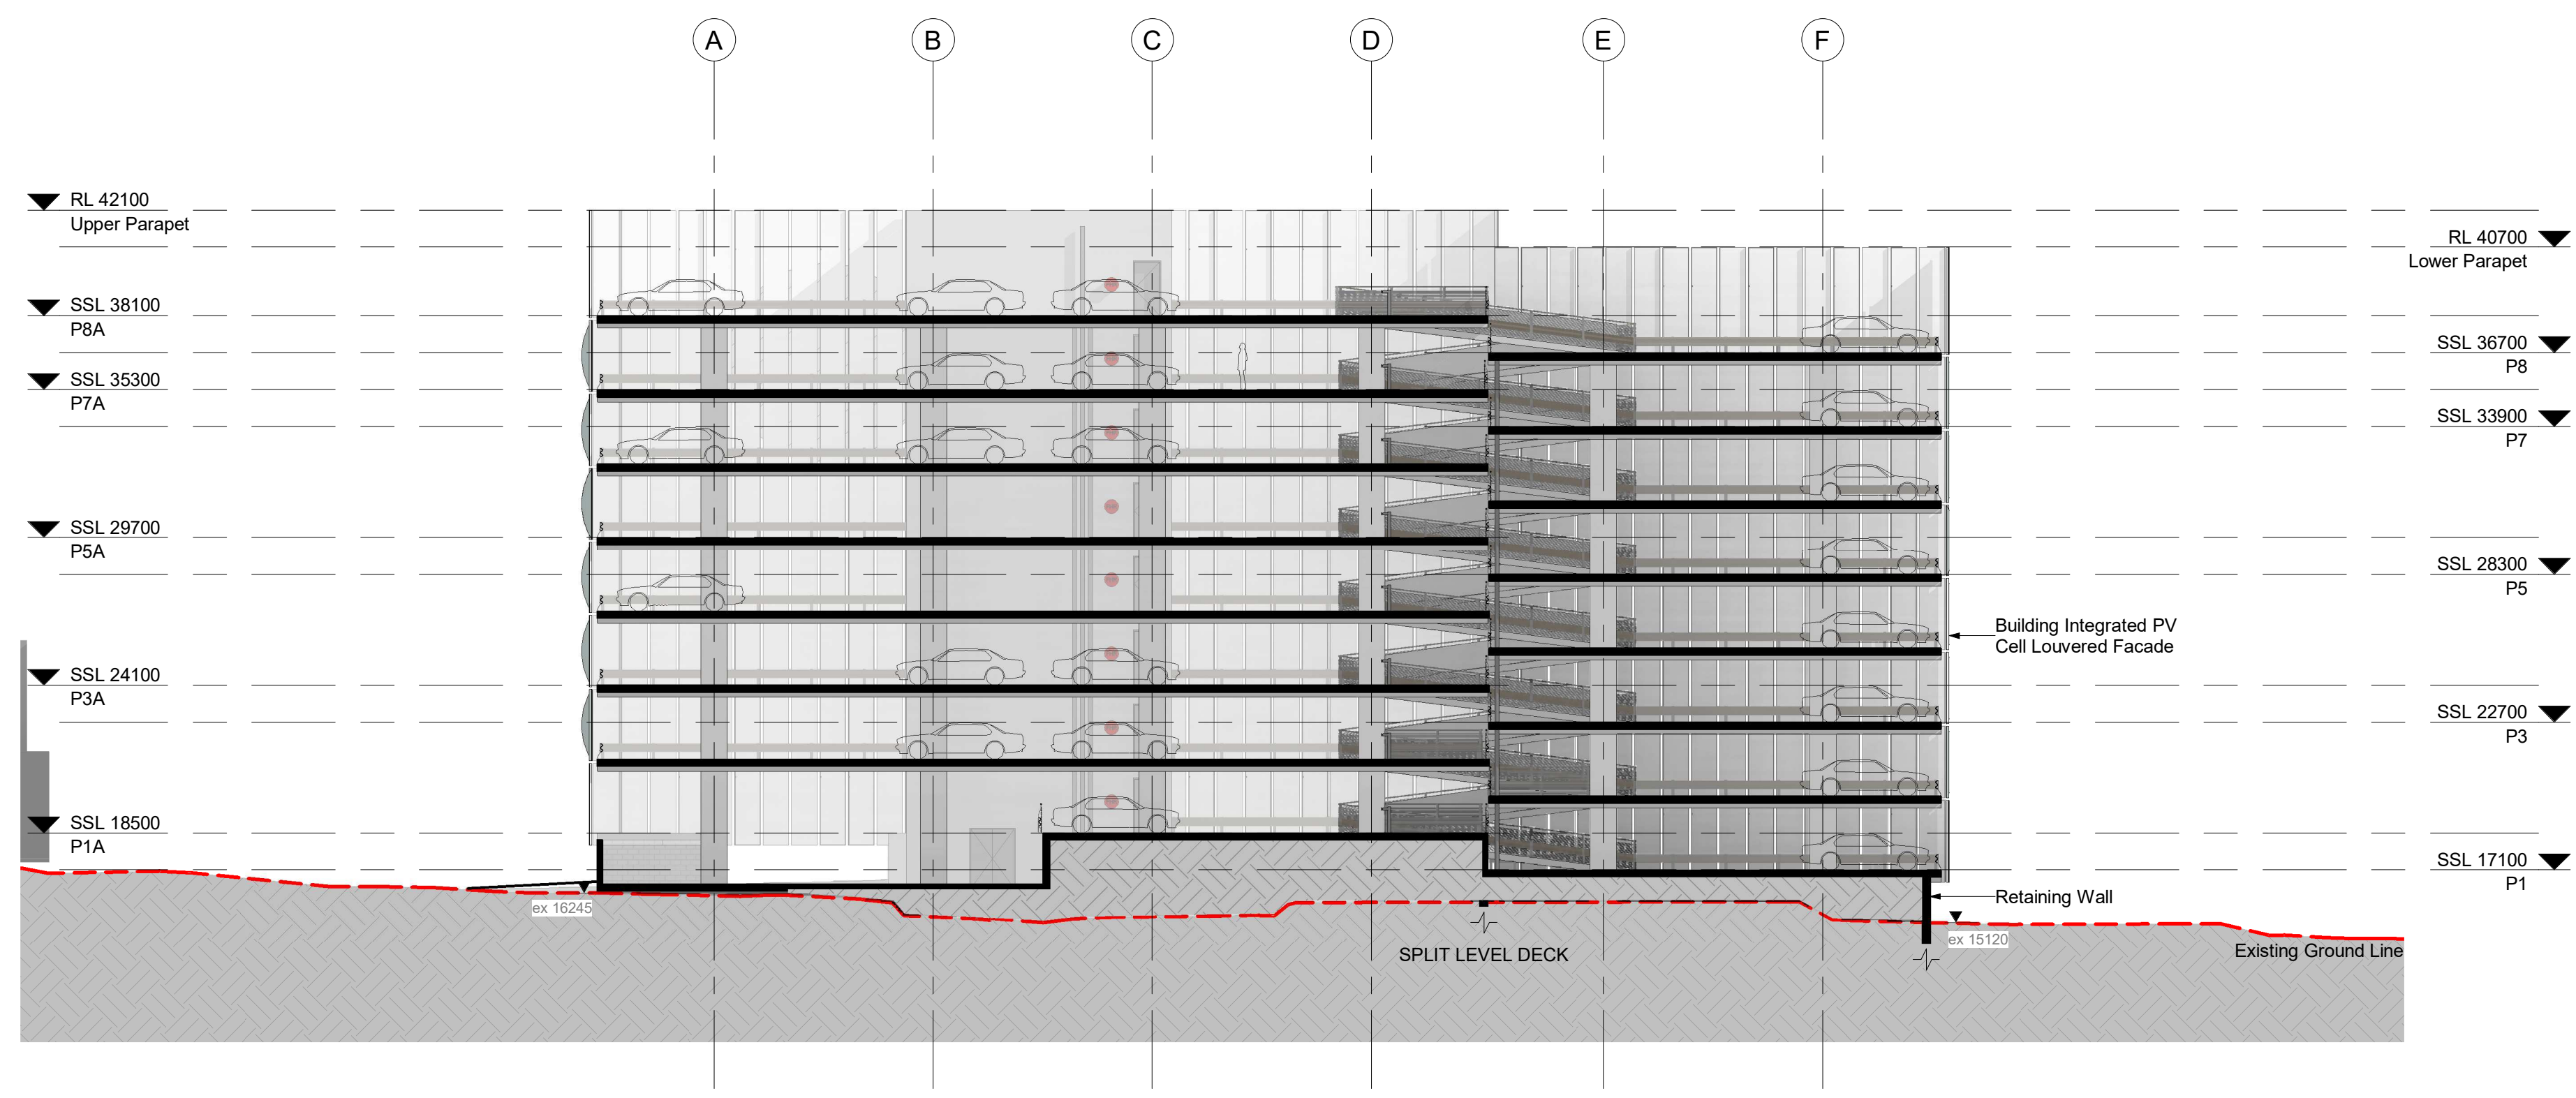 A
B
C
D
E
F
RL 42100
Upper Parapet
RL 40700
Lower Parapet
SSL 38100
P8A
SSL 36700
P8
SSL 35300
P7A
SSL 33900
P7
SSL 29700
P5A
SSL 28300
P5
Building Integrated PV
Cell Louvered Facade
SSL 24100
P3A
SSL 22700
P3
SSL 18500
P1A
SSL 17100
P1
Retaining Wall
ex 16245
ex 15120
SPLIT LEVEL DECK
Existing Ground Line